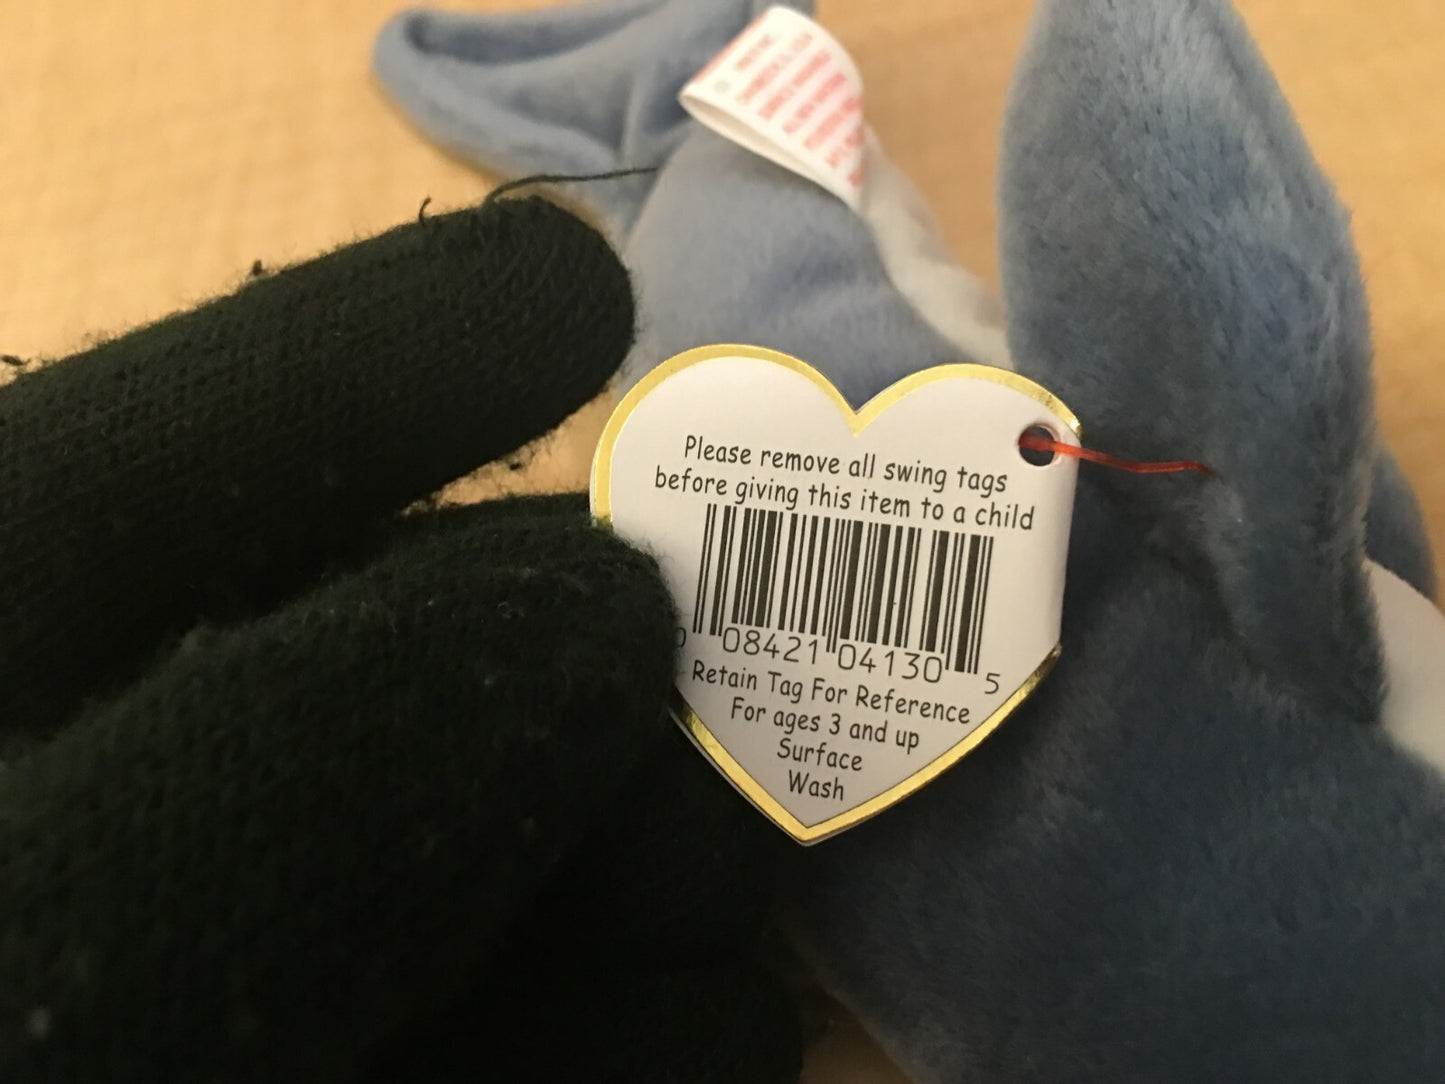 Please remove all swing tags
before giving this item to a child
0 08421 04130 5
Retain Tag For Reference
For ages 3 and up
Surface
Wash